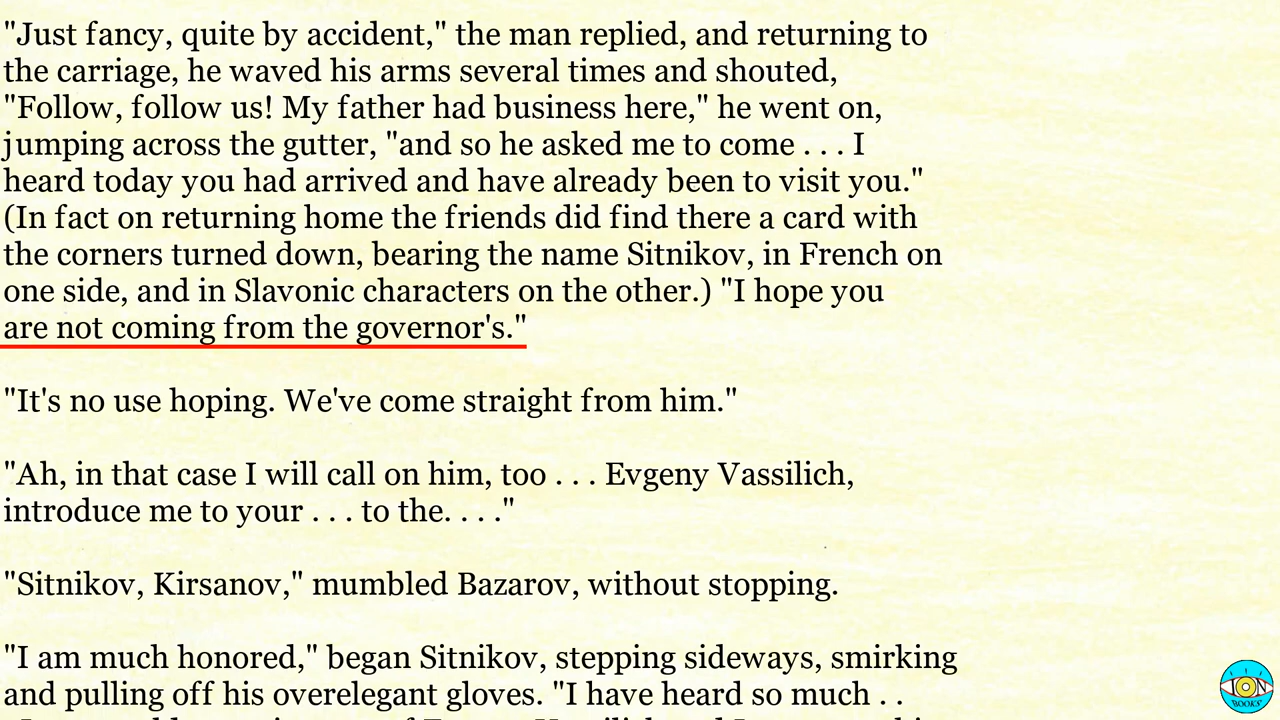 "Just fancy, quite by accident," the man replied, and returning to
the carriage, he waved his arms several times and shouted,
"Follow, follow us! My father had business here," he went on,
jumping across the gutter, "and so he asked me to come . . . I
heard today you had arrived and have already been to visit you."
(In fact on returning home the friends did find there a card with
the corners turned down, bearing the name Sitnikov, in French on
one side, and in Slavonic characters on the other.) "I hope you
are not coming from the governor's."
"It's no use hoping. We've come straight from him."
"Ah, in that case I will call on him, too . . . Evgeny Vassilich,
introduce me to your . . . to the. . . ."
"Sitnikov, Kirsanov," mumbled Bazarov, without stopping.
"I am much honored," began Sitnikov, stepping sideways, smirking
and pulling off his overelegant gloves. "I have heard so much . .
ION
BOOKS